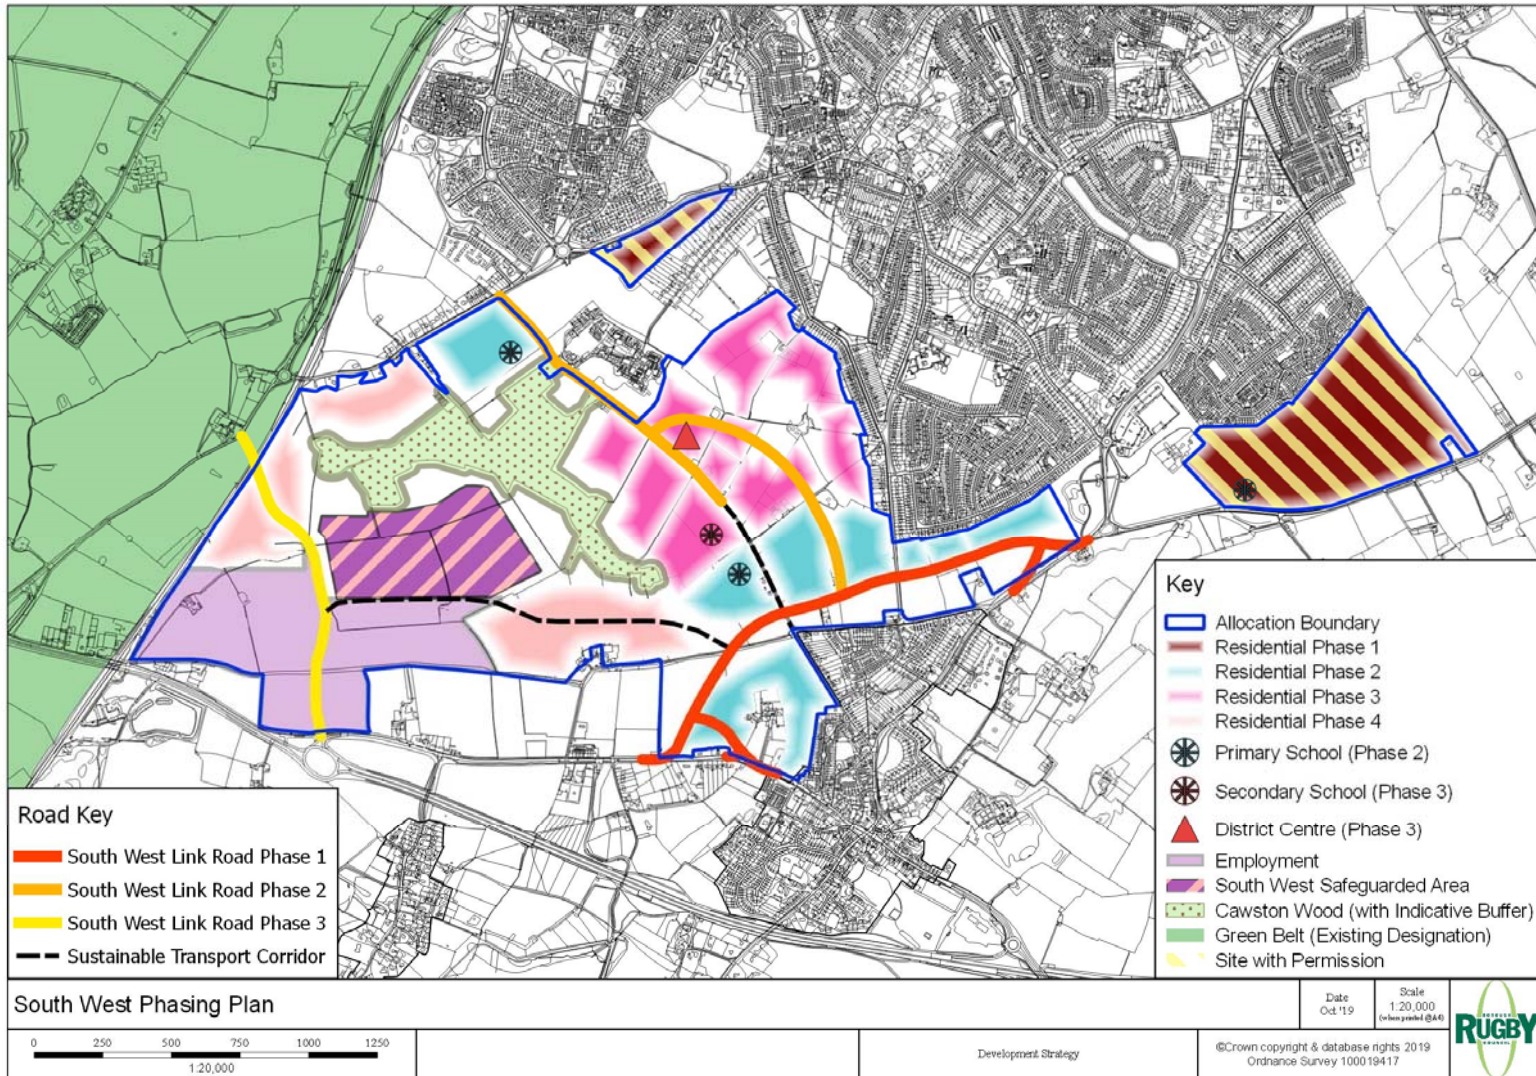 Key
Allocation Boundary
Residential Phase 1
Residential Phase 2
Residential Phase 3
Residential Phase 4
Primary School (Phase 2)
Secondary School (Phase 3)
District Centre (Phase 3)
Employment
South West Safeguarded Area
Cawston Wood (with Indicative Buffer)
Green Belt (Existing Designation)
Site with Permission
Road Key
South West Link Road Phase 1
South West Link Road Phase 2
South West Link Road Phase 3
Sustainable Transport Corridor
South West Phasing Plan
Date
Oct '19
Scale
1:20,000
(when printed @A4)
0 250 500 750 1000 1250
1:20,000
Development Strategy
©Crown copyright & database rights 2019
Ordnance Survey 100019417
BOROUGH
RUGBY
COUNCIL